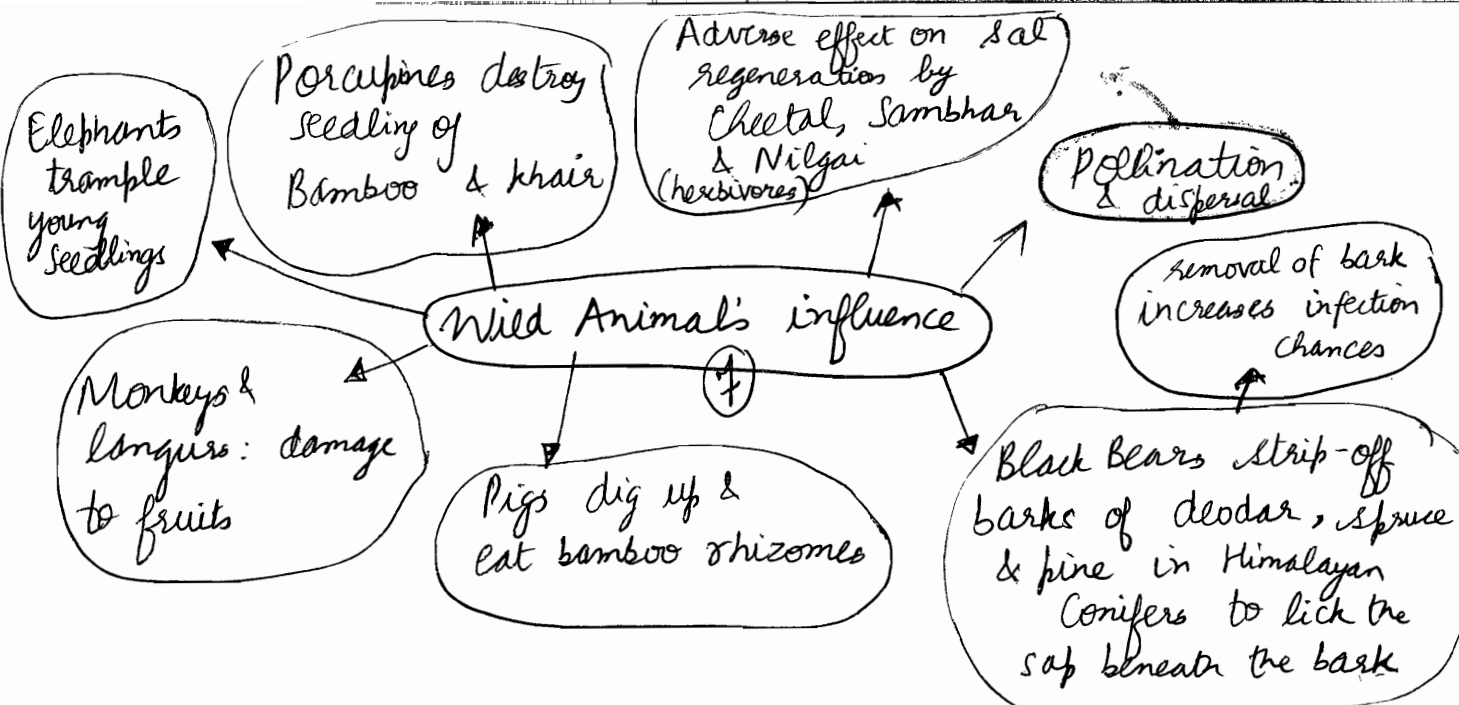 Elephants
trample
young
seedlings
Porcupines destroy
seedling of
Bamboo & khair
Adverse effect on sal
regeneration by
Cheetal, Sambhar
& Nilgai
(herbivores)
Pollination
& dispersal
removal of bark
increases infection
chances
Wild Animal's influence
7
Monkeys &
langurs: damage
to fruits
Pigs dig up &
eat bamboo rhizomes
Black Bears strip-off
barks of deodar, spruce
& pine in Himalayan
Conifers to lick the
sap beneath the bark